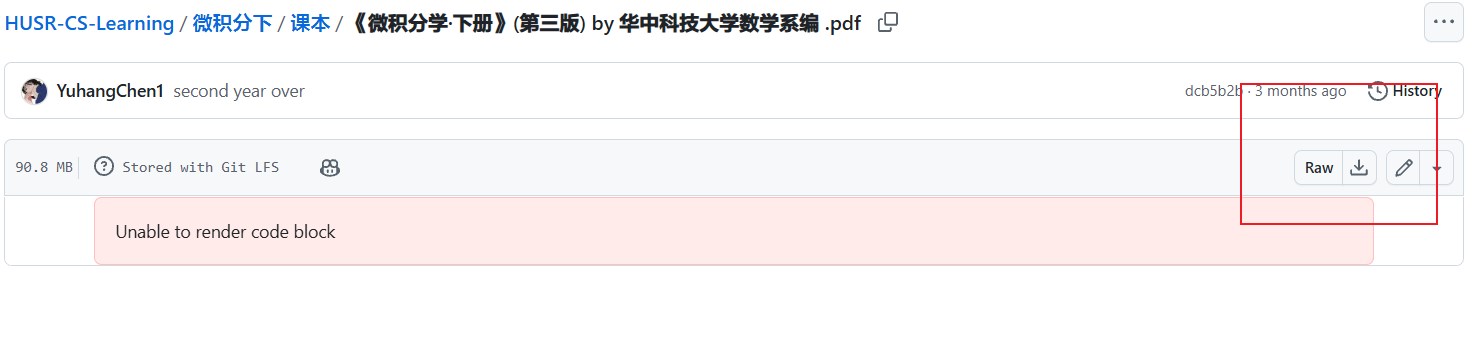 HUSR-CS-Learning / 微积分下 / 课本 / 《微积分学·下册》(第三版) by 华中科技大学数学系编 .pdf
YuhangChen1 second year over dcb5b2b · 3 months ago History
90.8 MB Stored with Git LFS Raw
Unable to render code block